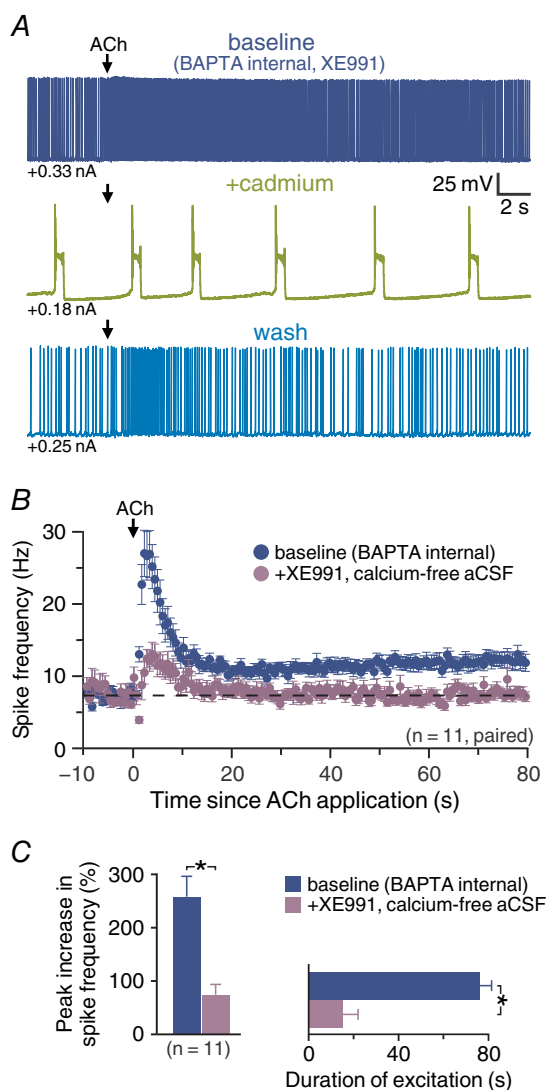 A
ACh
baseline
(BAPTA internal, XE991)
+0.33 nA
+cadmium
25 mV
2 s
+0.18 nA
wash
+0.25 nA
B
ACh
30
20
10
0
Spike frequency (Hz)
baseline (BAPTA internal)
+XE991, calcium-free aCSF
(n = 11, paired)
−10 0 20 40 60 80
Time since ACh application (s)
C
300
200
100
0
Peak increase in
spike frequency (%)
*
(n = 11)
baseline (BAPTA internal)
+XE991, calcium-free aCSF
*
0 40 80
Duration of excitation (s)